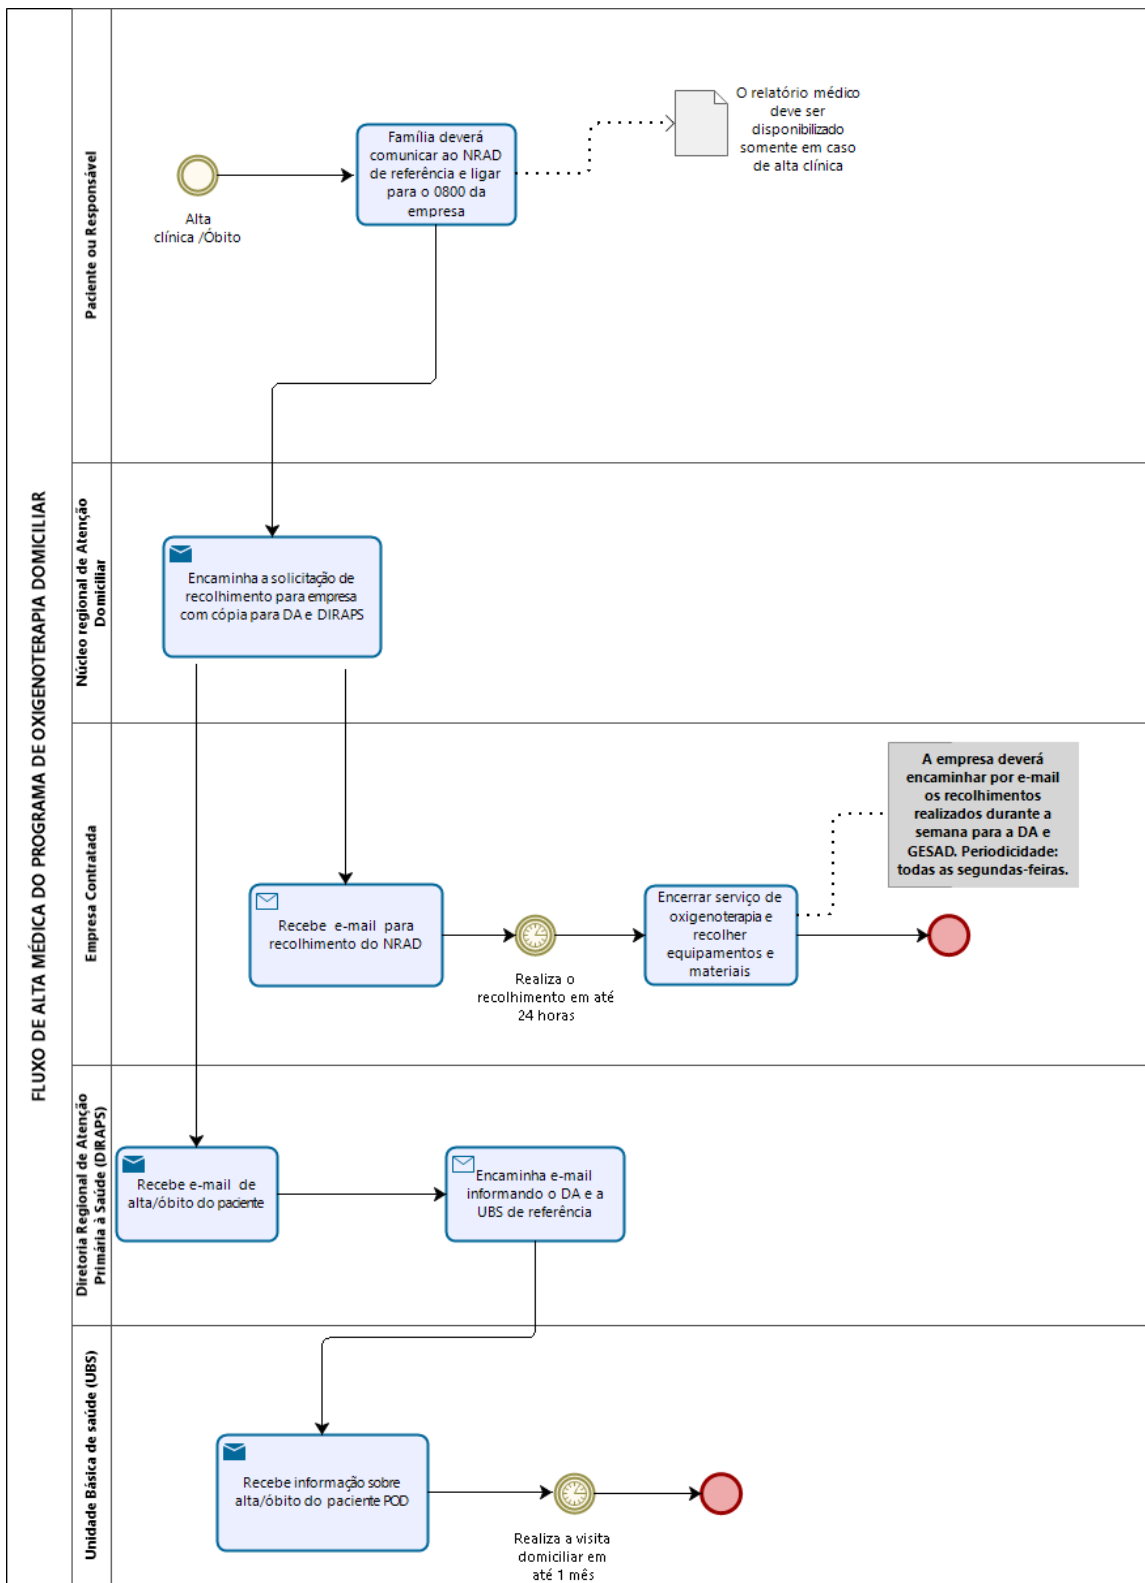 FLUXO DE ALTA MÉDICA DO PROGRAMA DE OXIGENOTERAPIA DOMICILIAR
Paciente ou Responsável
Alta
clínica /Óbito
Família deverá
comunicar ao NRAD
de referência e ligar
para o 0800 da
empresa
O relatório médico
deve ser
disponibilizado
somente em caso
de alta clínica
Núcleo regional de Atenção
Domiciliar
Encaminha a solicitação de
recolhimento para empresa
com cópia para DA e DIRAPS
Empresa Contratada
Recebe e-mail para
recolhimento do NRAD
Realiza o
recolhimento em até
24 horas
Encerrar serviço de
oxigenoterapia e
recolher
equipamentos e
materiais
A empresa deverá
encaminhar por e-mail
os recolhimentos
realizados durante a
semana para a DA e
GESAD. Periodicidade:
todas as segundas-feiras.
Diretoria Regional de Atenção
Primária à Saúde (DIRAPS)
Recebe e-mail de
alta/óbito do paciente
Encaminha e-mail
informando o DA e a
UBS de referência
Unidade Básica de saúde (UBS)
Recebe informação sobre
alta/óbito do paciente POD
Realiza a visita
domiciliar em
até 1 mês